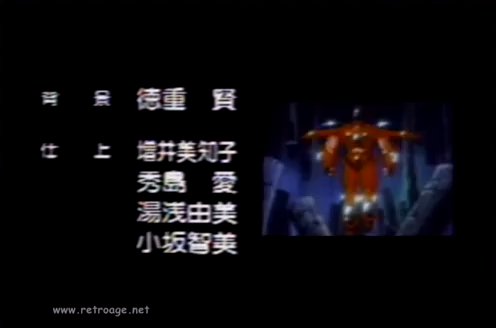 背景 徳重 賢
仕上 増井美知子
秀島 愛
湯浅由美
小坂智美
www.retroage.net